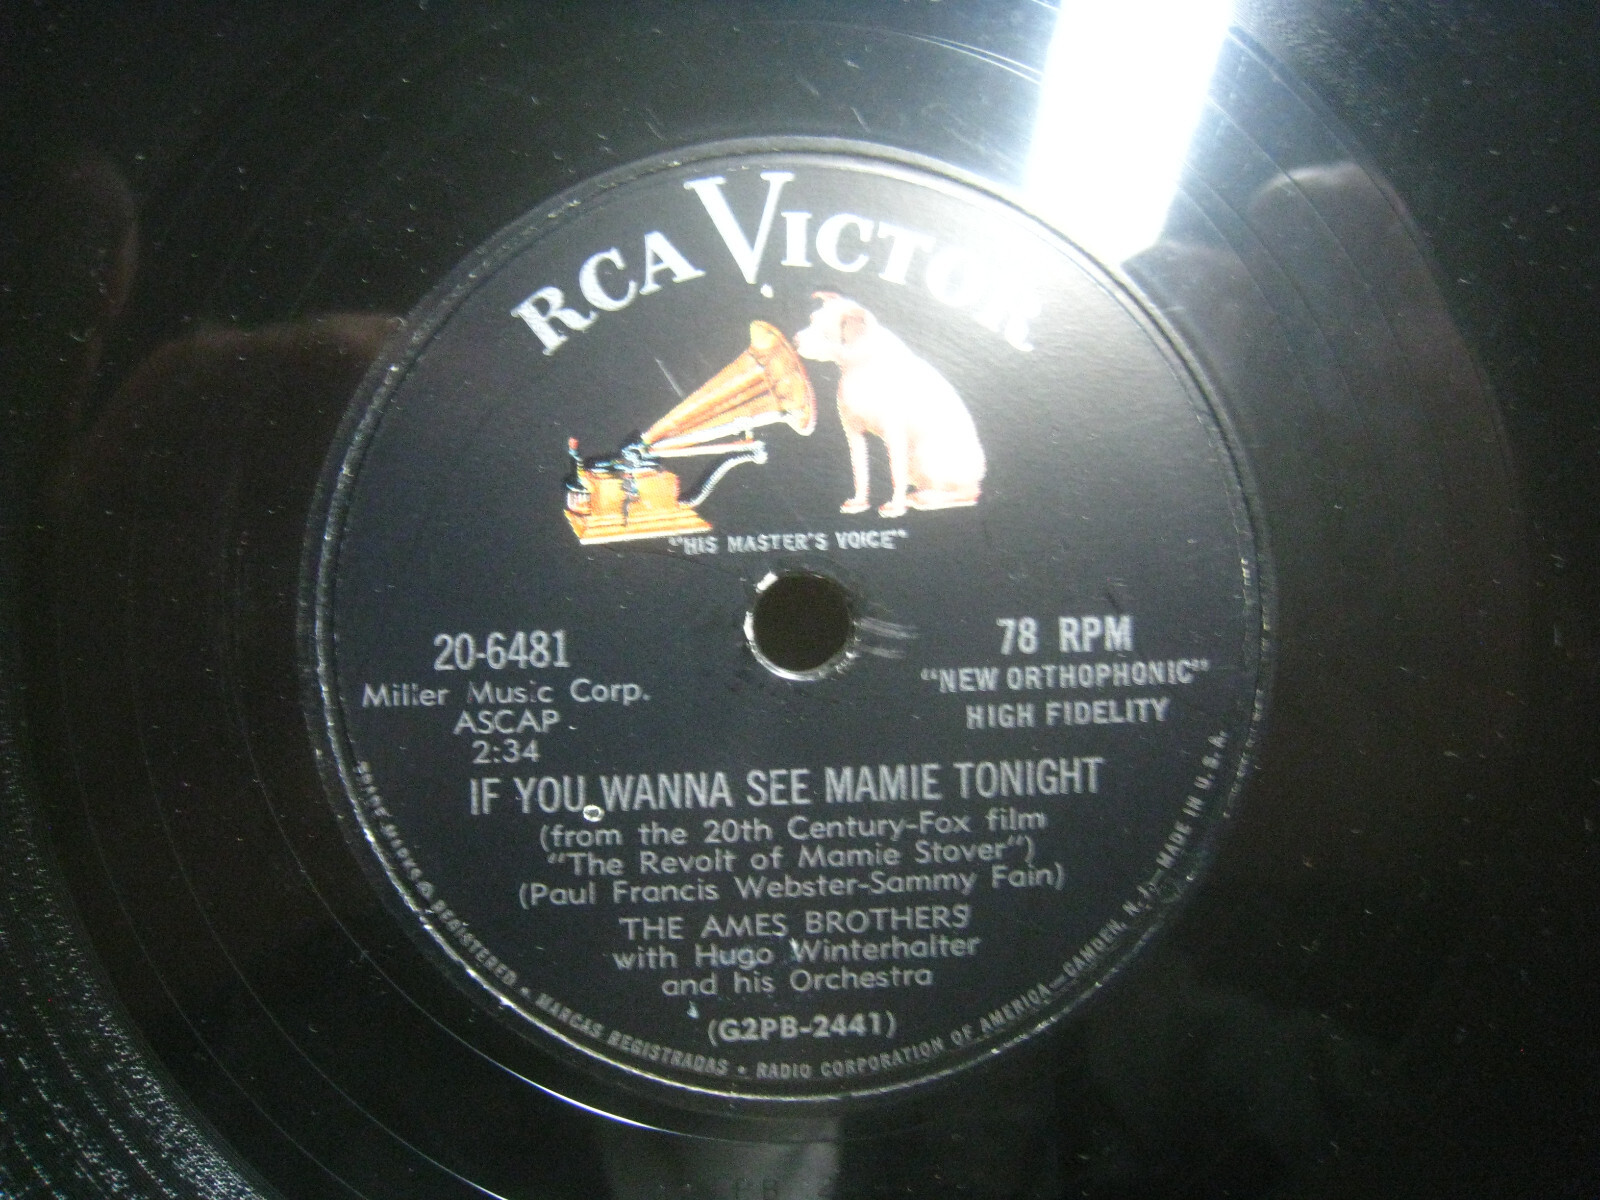 RCA VICTOR
"HIS MASTER'S VOICE"
20-6481
Miller Music Corp.
ASCAP
2:34
78 RPM
"NEW ORTHOPHONIC"
HIGH FIDELITY
IF YOU WANNA SEE MAMIE TONIGHT
(from the 20th Century-Fox film
"The Revolt of Mamie Stover")
(Paul Francis Webster-Sammy Fain)
THE AMES BROTHERS
with Hugo Winterhalter
and his Orchestra
(G2PB-2441)
TRADE MARKS ® REGISTERED • MARCAS REGISTRADAS • RADIO CORPORATION OF AMERICA—CAMDEN, N. J.—MADE IN U. S. A.